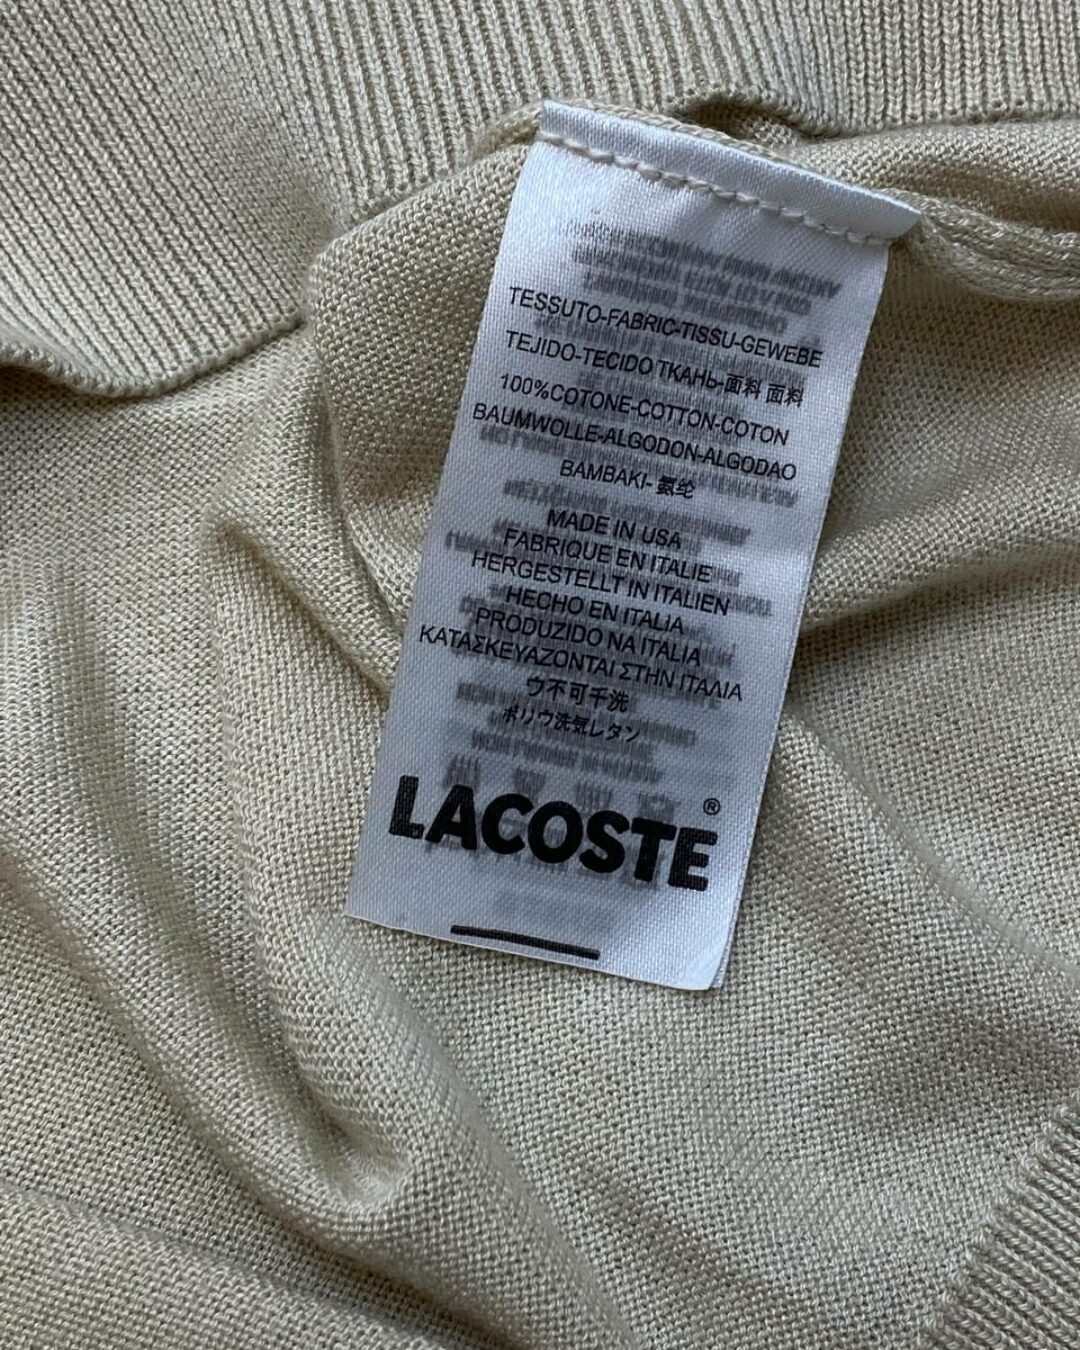 TESSUTO-FABRIC-TISSU-GEWEBE
TEJIDO-TECIDO ТКАНЬ-面料 面料
100%COTONE-COTTON-COTON
BAUMWOLLE-ALGODON-ALGODAO
BAMBAKI- 氨纶
MADE IN USA
FABRIQUE EN ITALIE
HERGESTELLT IN ITALIEN
HECHO EN ITALIA
PRODUZIDO NA ITALIA
ΚΑΤΑΣΚΕΥΑΖΟΝΤΑΙ ΣΤΗΝ ΙΤΑΛΙΑ
ウ不可干洗
ポリウ洗気レタン
LACOSTE®